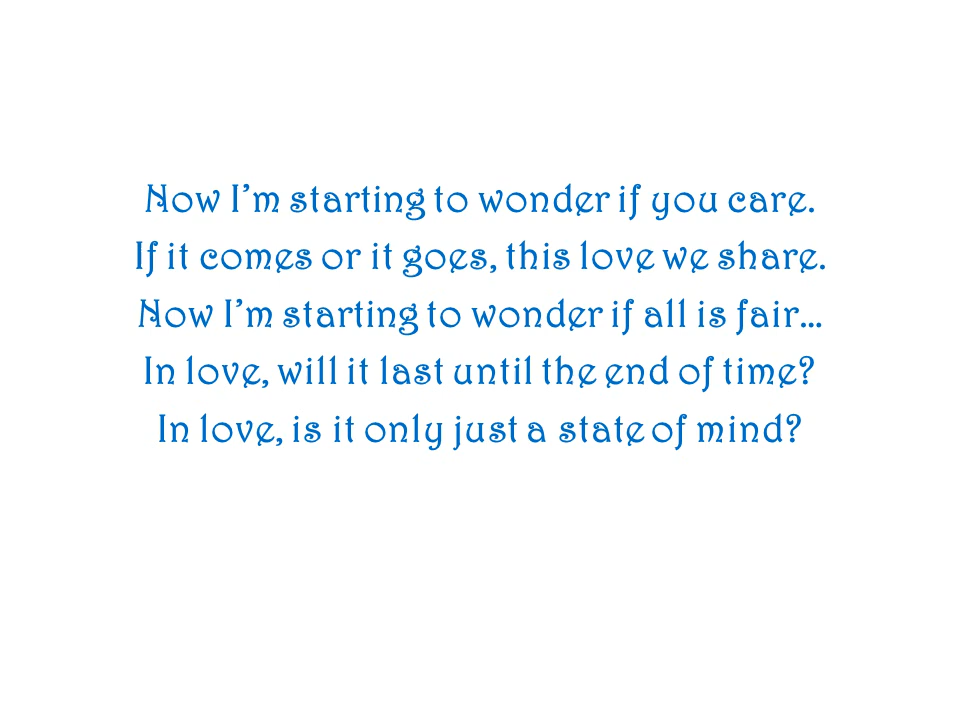 Now I'm starting to wonder if you care.
If it comes or it goes, this love we share.
Now I'm starting to wonder if all is fair...
In love, will it last until the end of time?
In love, is it only just a state of mind?